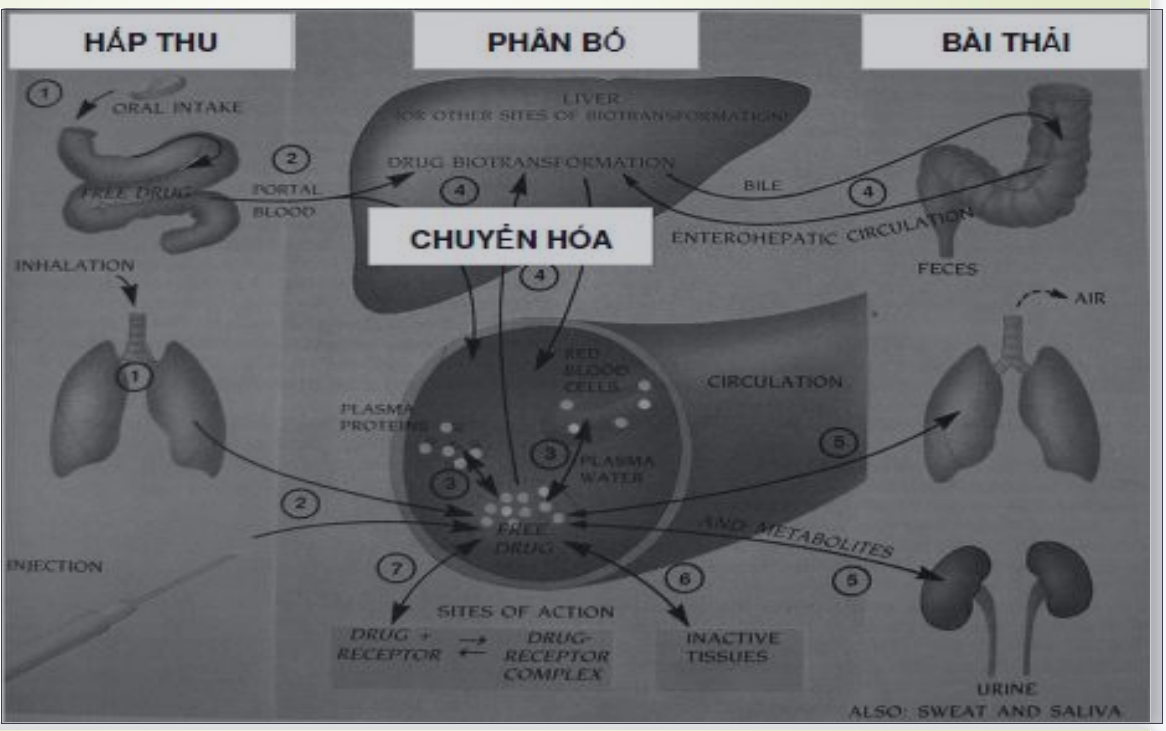 HẤP THU
PHÂN BỐ
BÀI THẢI
1
ORAL INTAKE
FREE DRUG
2
PORTAL
BLOOD
LIVER
(OR OTHER SITES OF BIOTRANSFORMATION)
DRUG BIOTRANSFORMATION
4
CHUYỂN HÓA
4
BILE
4
ENTEROHEPATIC CIRCULATION
FECES
INHALATION
1
2
INJECTION
RED
BLOOD
CELLS
CIRCULATION
PLASMA
PROTEINS
3
3
PLASMA
WATER
FREE
DRUG
AIR
5
AND METABOLITES
5
7
6
SITES OF ACTION
DRUG +
RECEPTOR
DRUG-
RECEPTOR
COMPLEX
INACTIVE
TISSUES
URINE
ALSO: SWEAT AND SALIVA